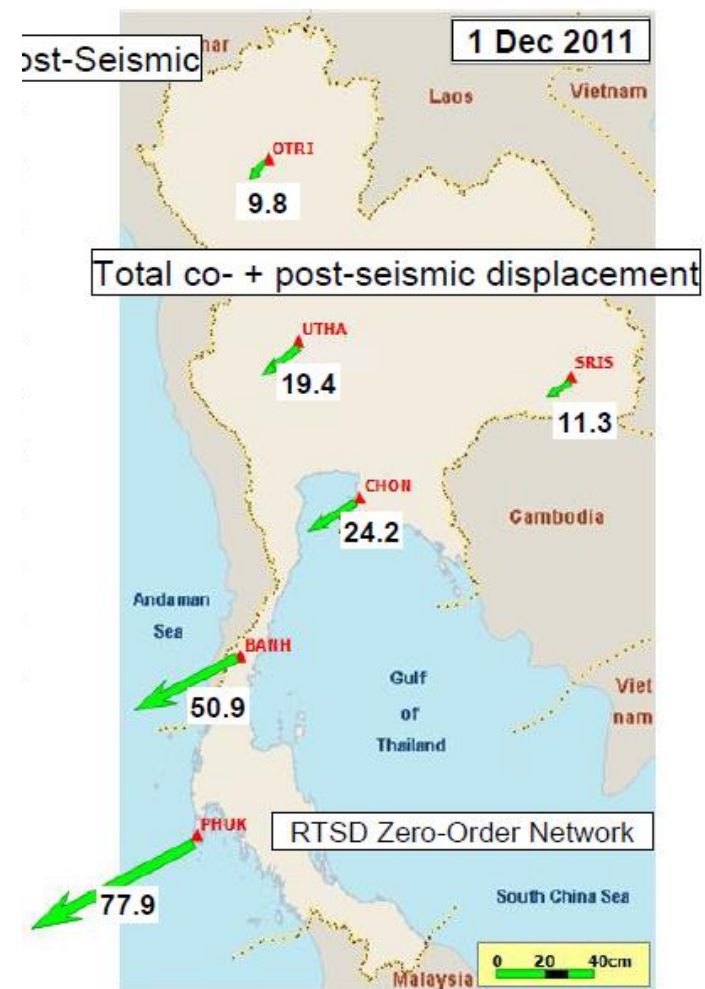 1 Dec 2011
ost-Seismic
nar
Laos
Vietnam
OTRI
9.8
Total co- + post-seismic displacement
UTHA
19.4
SRIS
11.3
CHON
24.2
Cambodia
Andaman
Sea
BANH
50.9
Gulf
of
Thailand
Viet
nam
PHUK
77.9
RTSD Zero-Order Network
South China Sea
Malaysia
0 20 40cm